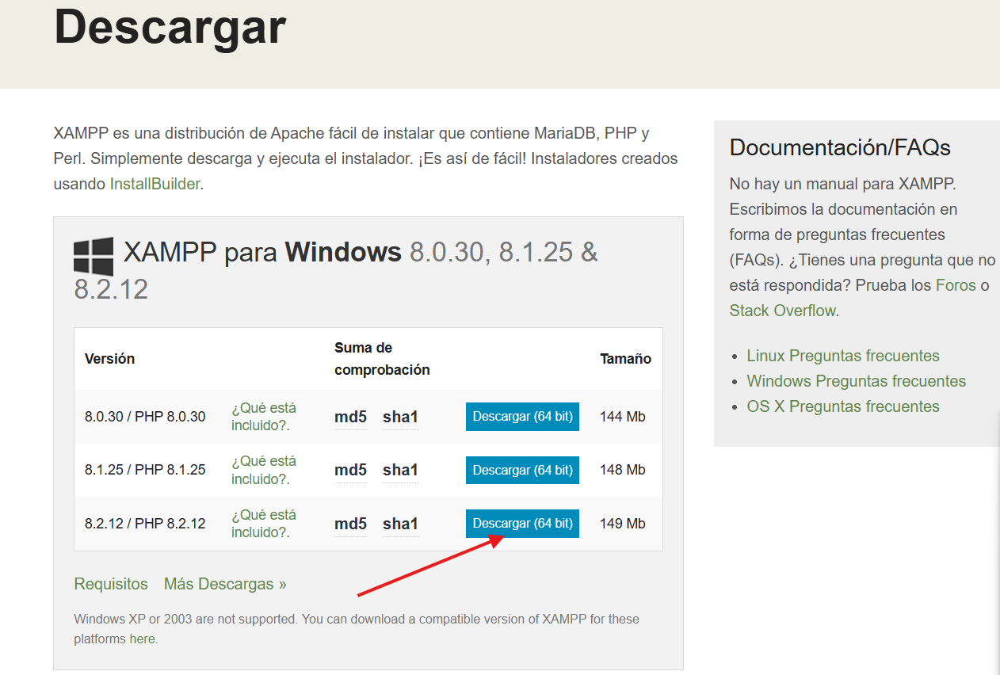 Descargar
XAMPP es una distribución de Apache fácil de instalar que contiene MariaDB, PHP y
Perl. Simplemente descarga y ejecuta el instalador. ¡Es así de fácil! Instaladores creados
usando InstallBuilder.
XAMPP para Windows 8.0.30, 8.1.25 &
8.2.12
Versión Suma de comprobación Tamaño
8.0.30 / PHP 8.0.30 ¿Qué está incluido?. md5 sha1 Descargar (64 bit) 144 Mb
8.1.25 / PHP 8.1.25 ¿Qué está incluido?. md5 sha1 Descargar (64 bit) 148 Mb
8.2.12 / PHP 8.2.12 ¿Qué está incluido?. md5 sha1 Descargar (64 bit) 149 Mb
Requisitos Más Descargas »
Windows XP or 2003 are not supported. You can download a compatible version of XAMPP for these
platforms here.
Documentación/FAQs
No hay un manual para XAMPP.
Escribimos la documentación en
forma de preguntas frecuentes
(FAQs). ¿Tienes una pregunta que no
está respondida? Prueba los Foros o
Stack Overflow.
• Linux Preguntas frecuentes
• Windows Preguntas frecuentes
• OS X Preguntas frecuentes